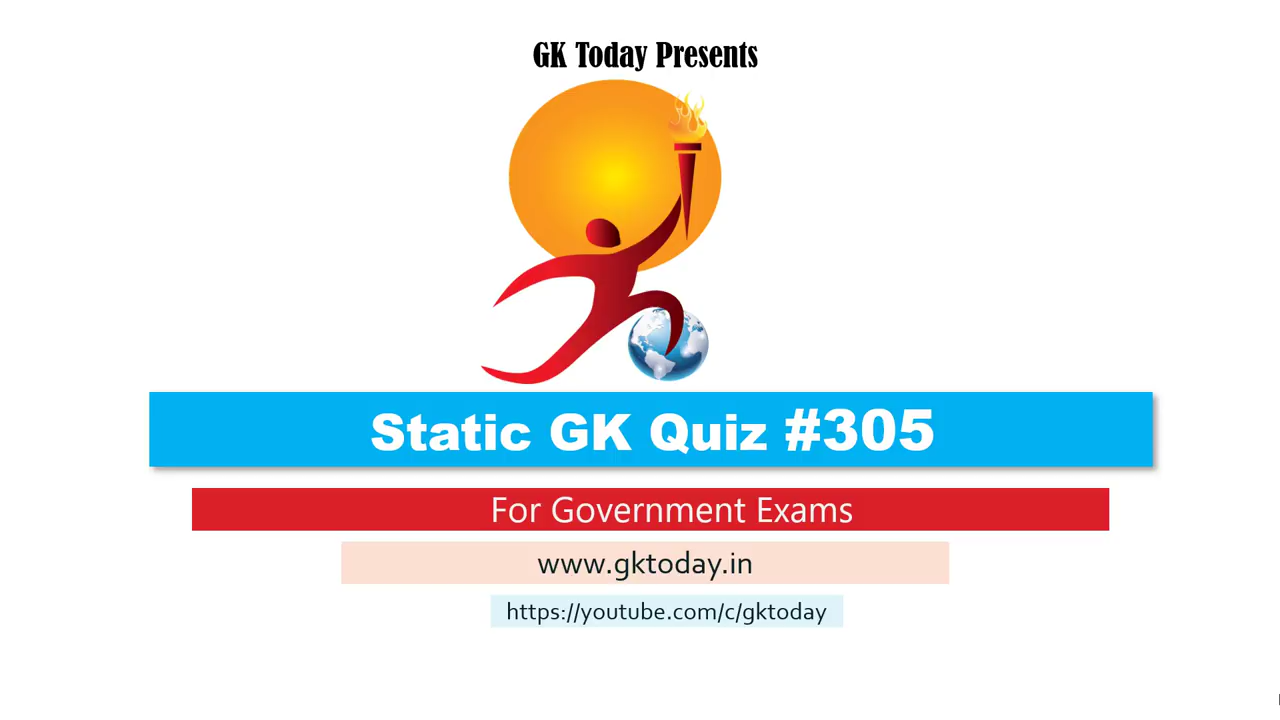 GK Today Presents
Static GK Quiz #305
For Government Exams
www.gktoday.in
https://youtube.com/c/gktoday